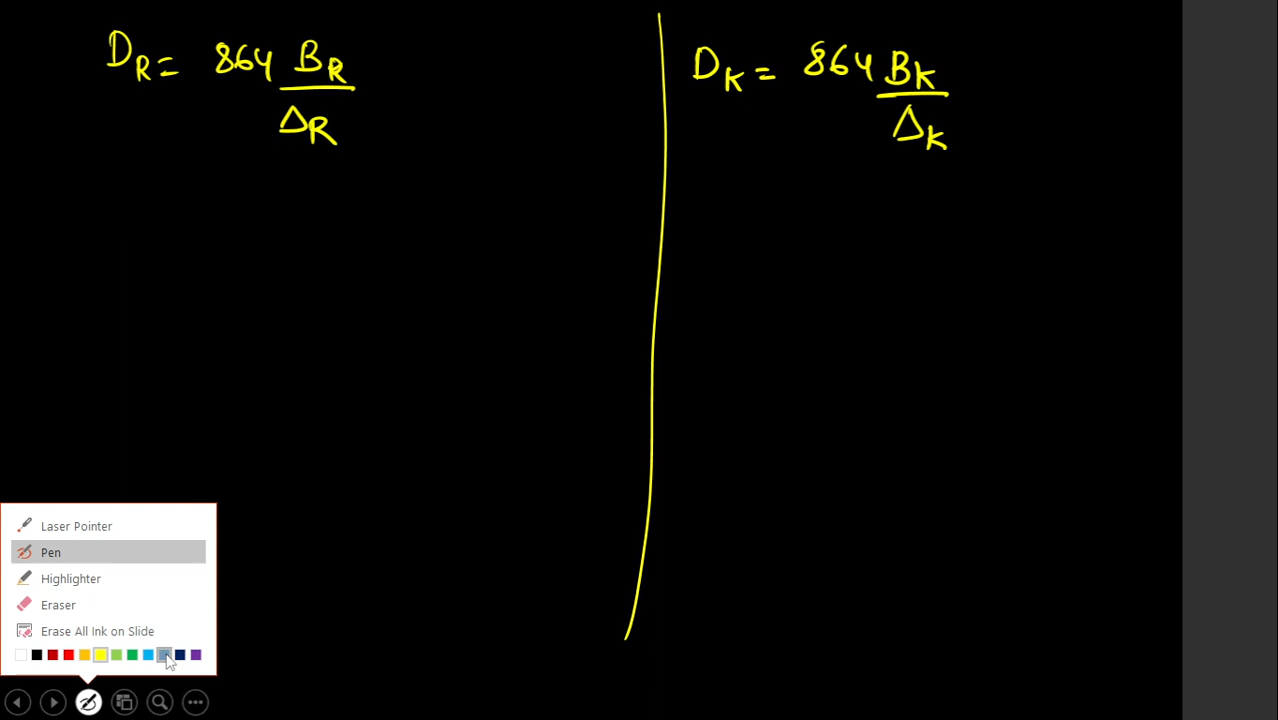 D_R = 864 B_R / Δ_R
D_K = 864 B_K / Δ_K
Laser Pointer
Pen
Highlighter
Eraser
Erase All Ink on Slide